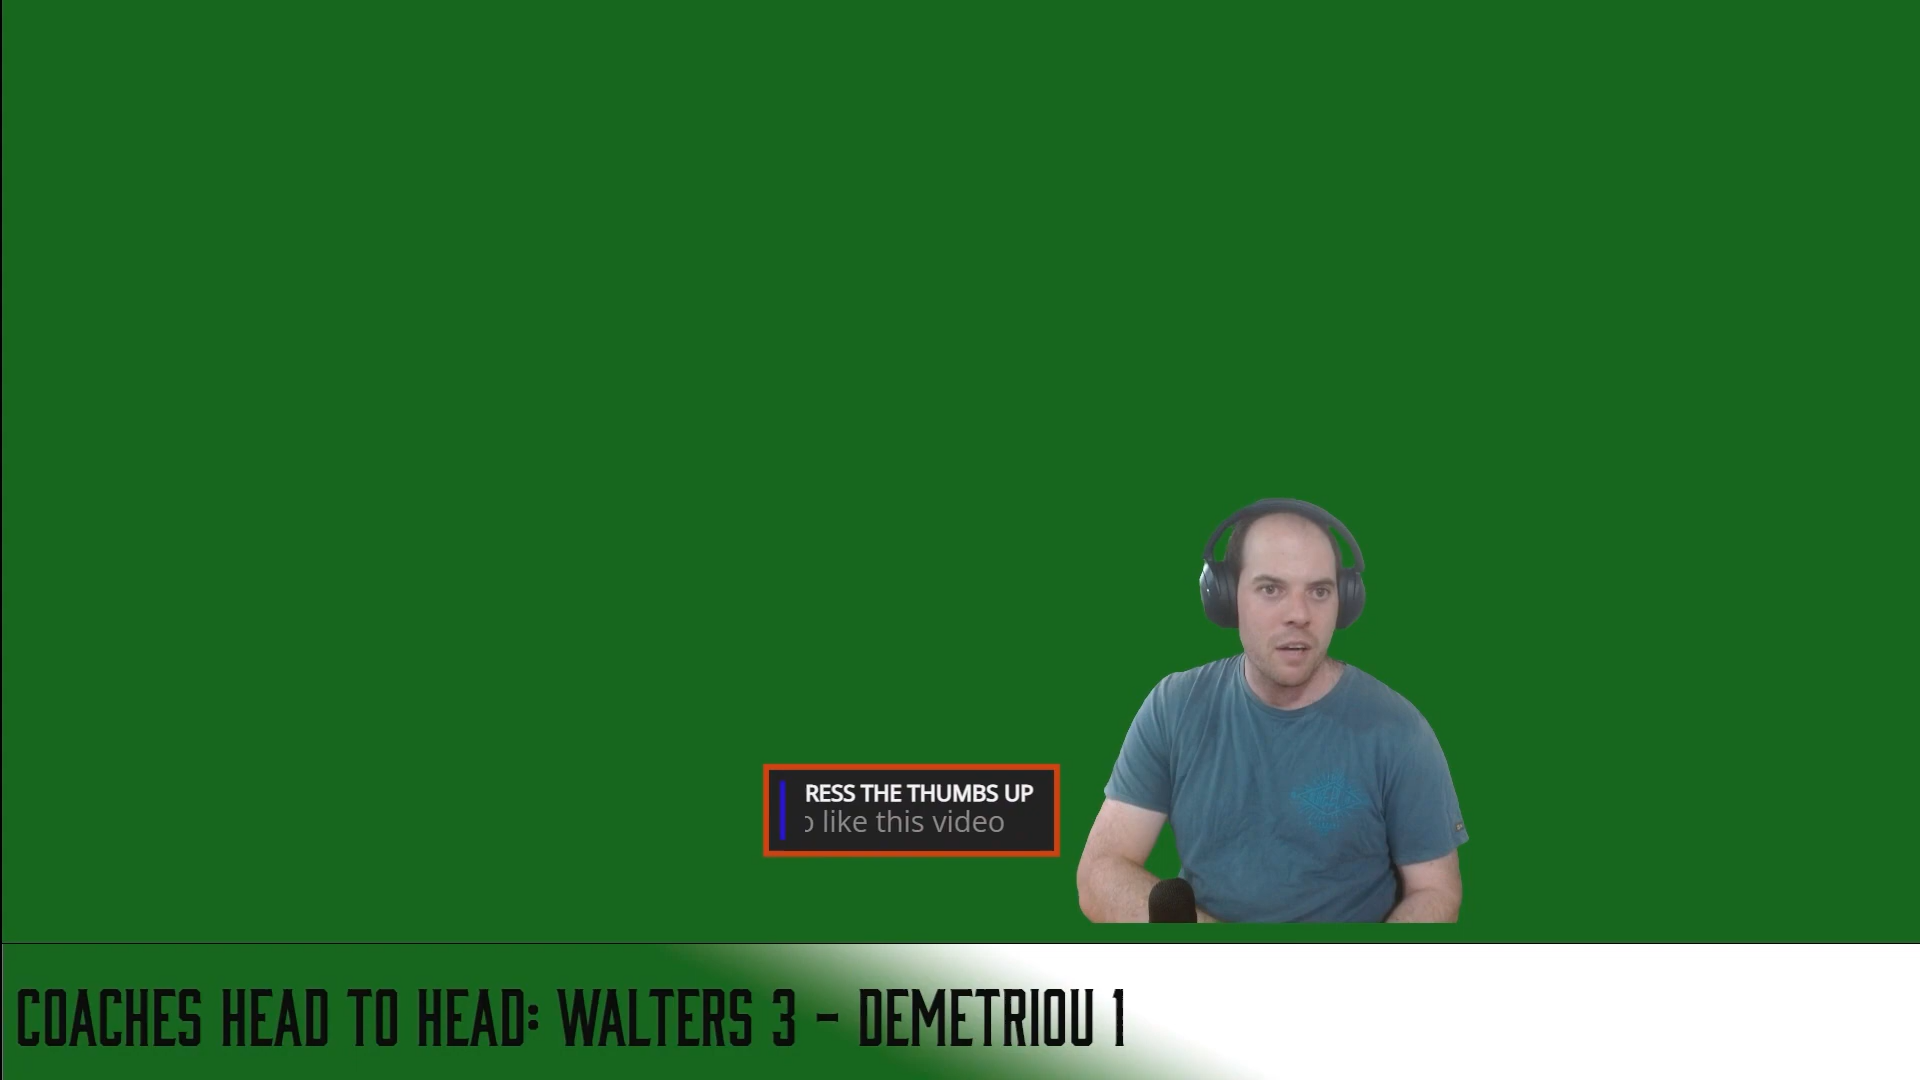 RESS THE THUMBS UP
o like this video
COACHES HEAD TO HEAD: WALTERS 3 - DEMETRIOU 1